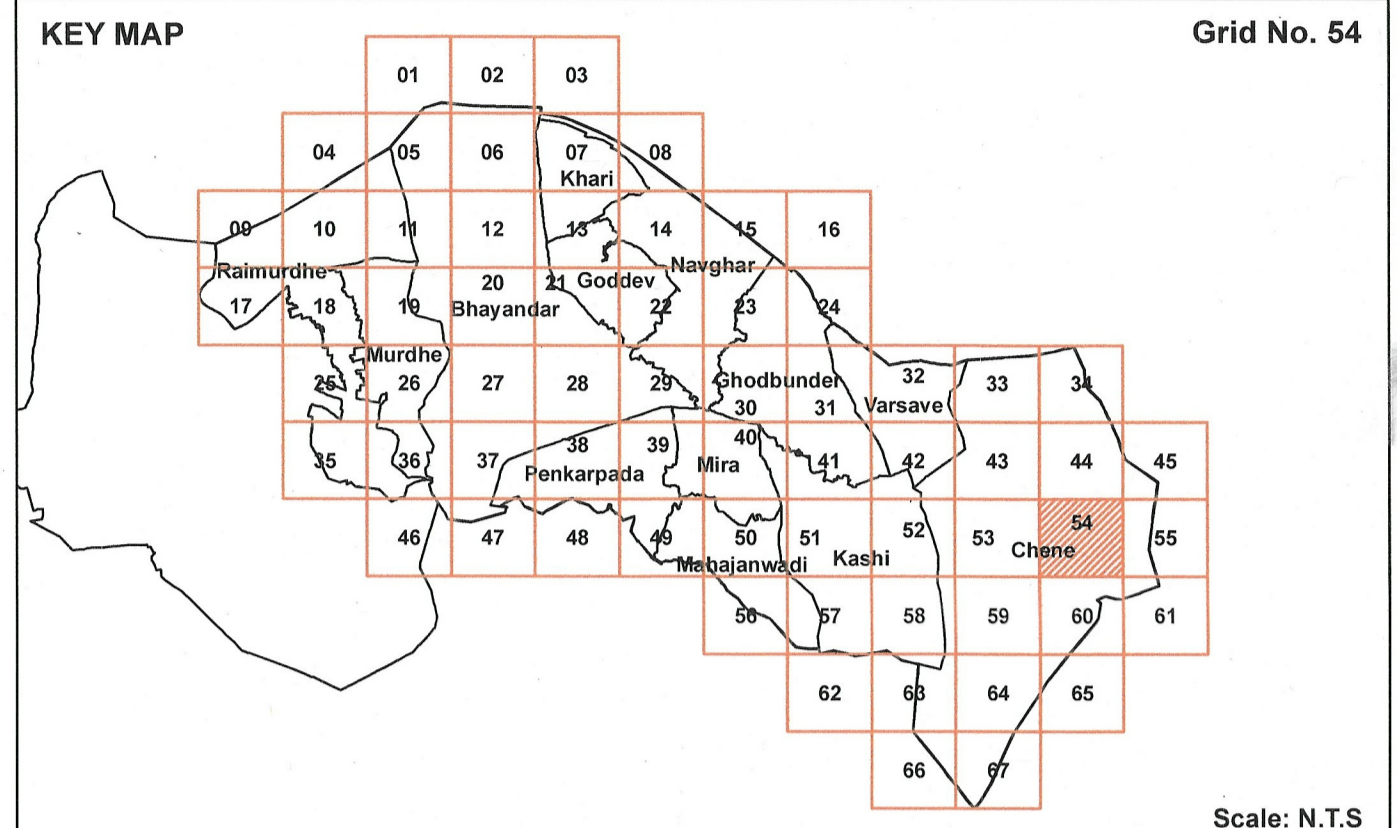 KEY MAP
Grid No. 54
01 02 03
04 05 06 07 08
Khari
09 10 11 12 13 14 15 16
Raimurdhe Navghar
Goddev
17 18 19 20 21 22 23 24
Bhayandar
Murdhe
25 26 27 28 29 30 31 32 33 34
Ghodbunder
Varsave
35 36 37 38 39 40 41 42 43 44 45
Penkarpada Mira
46 47 48 49 50 51 52 53 54 55
Mahajanwadi Kashi Chene
56 57 58 59 60 61
62 63 64 65
66 67
Scale: N.T.S